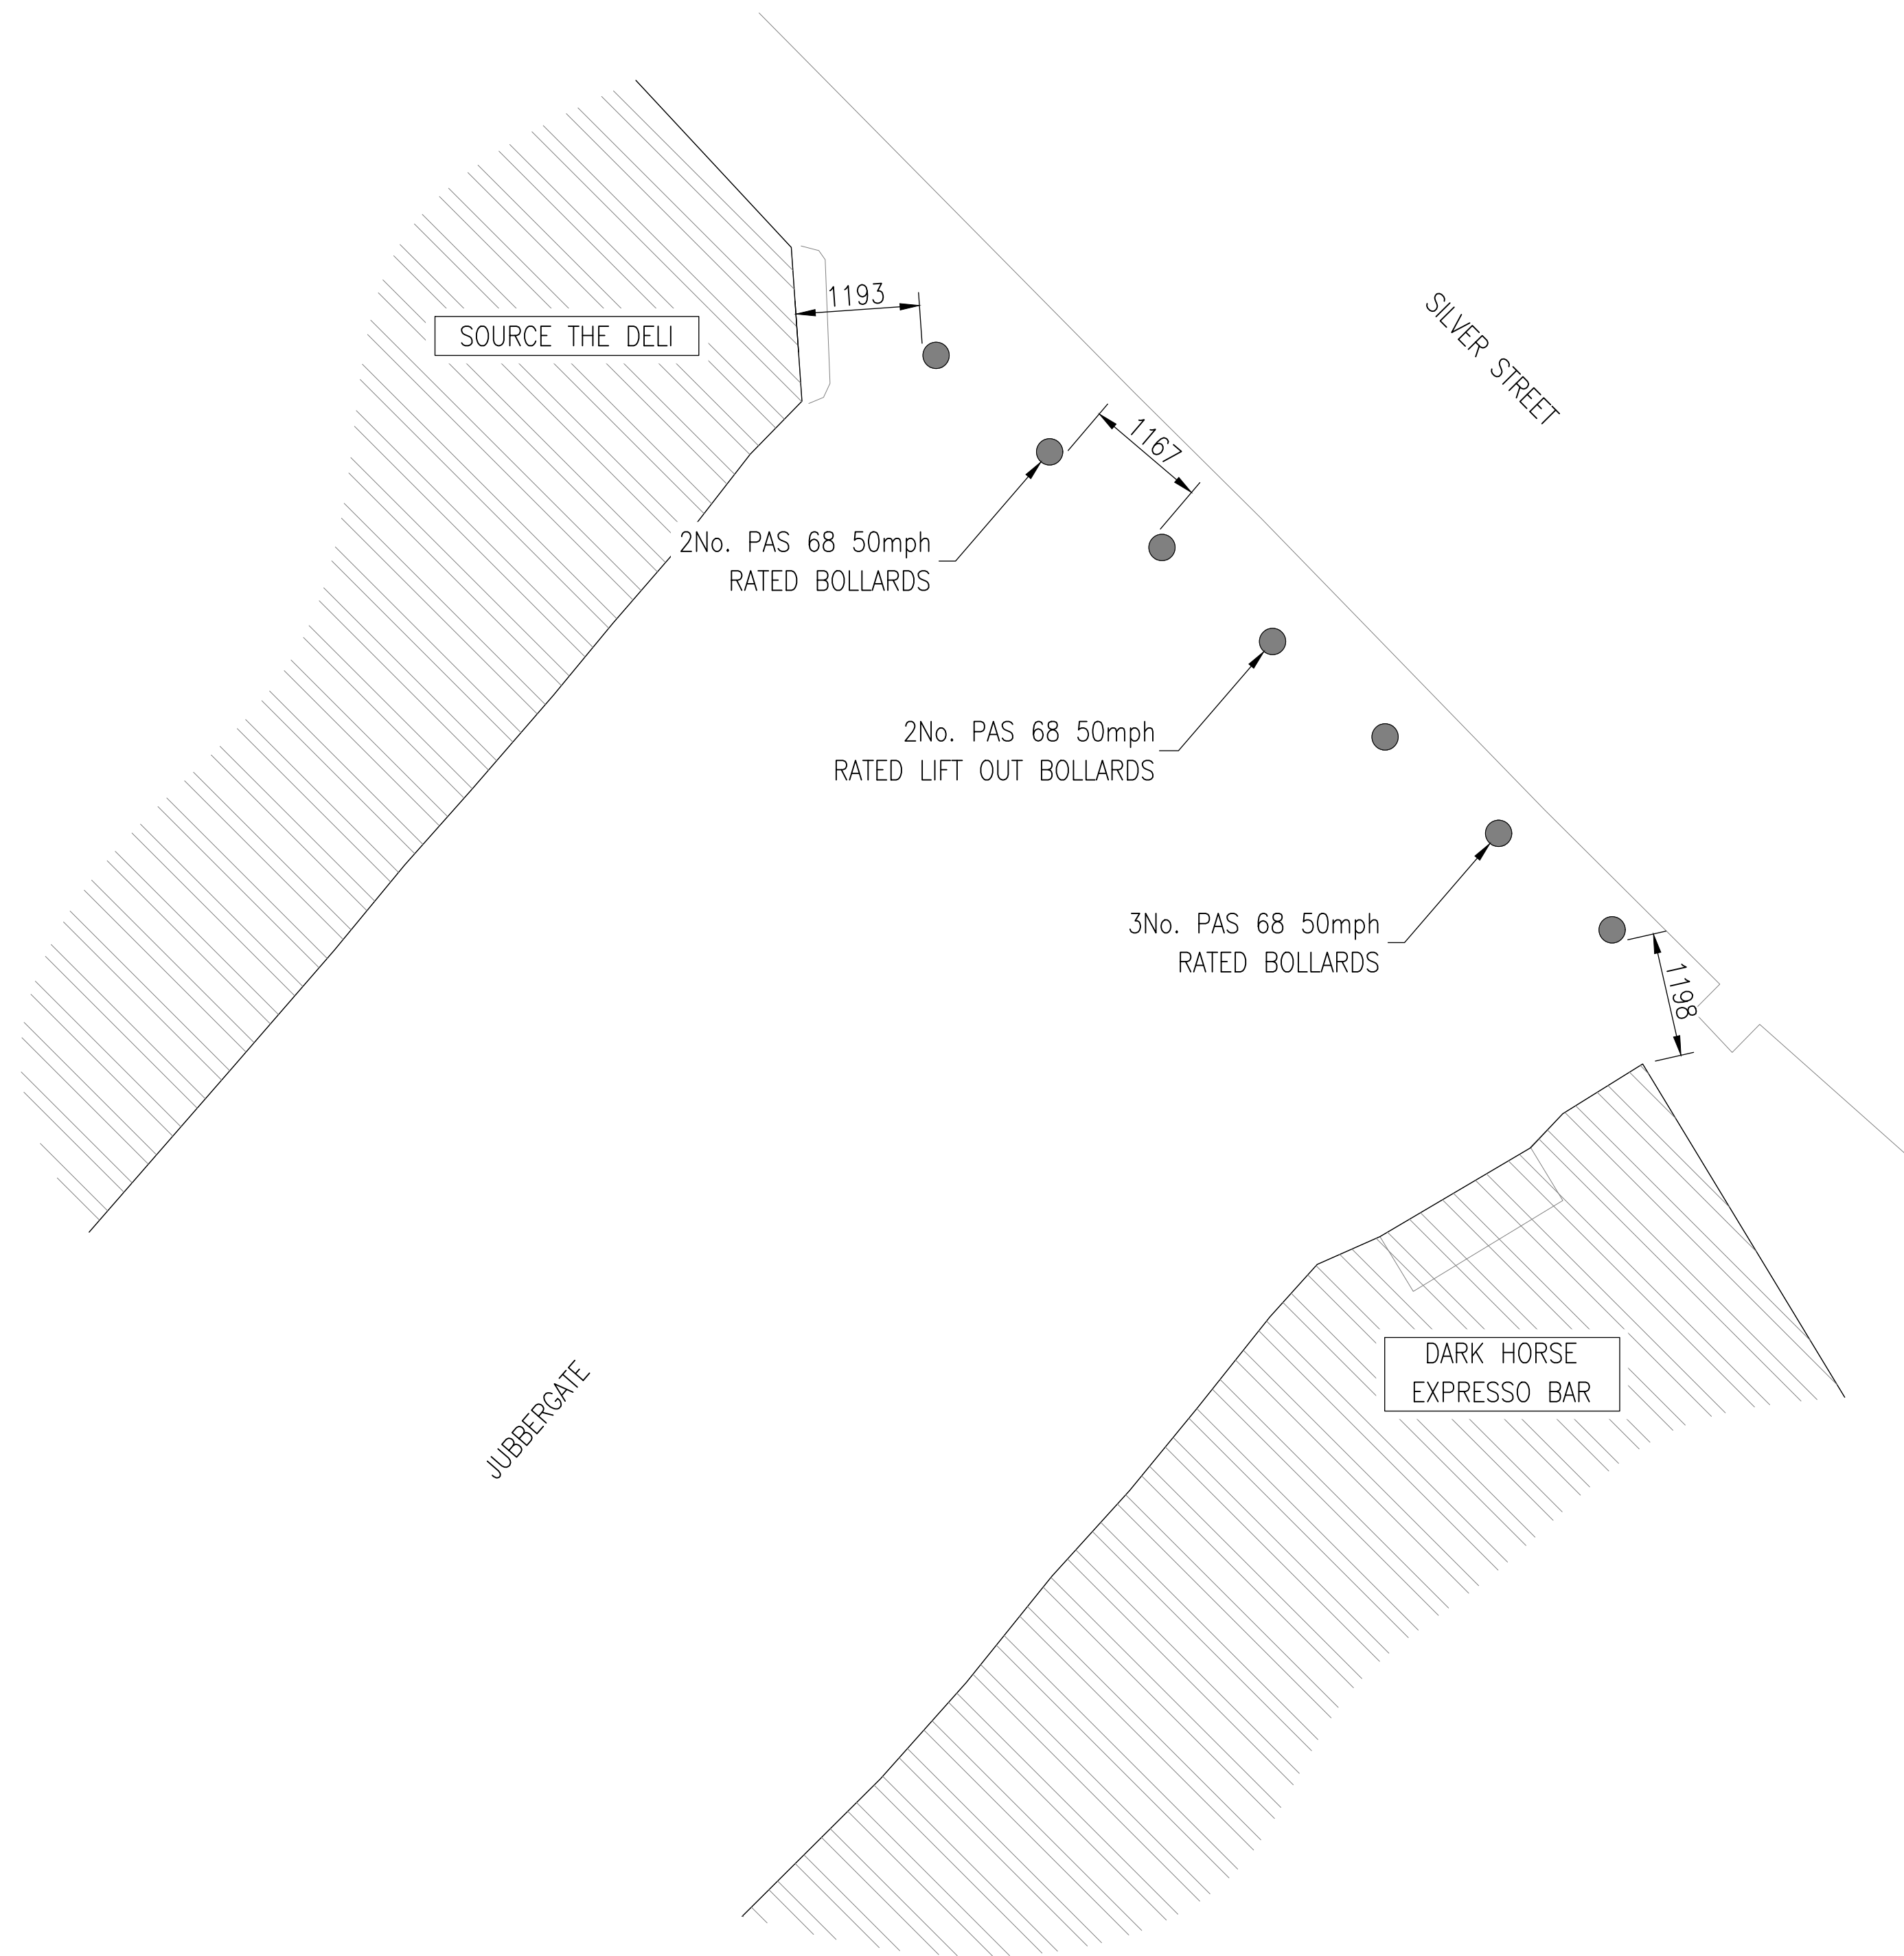 SILVER STREET
1193
SOURCE THE DELI
1167
2No. PAS 68 50mph
RATED BOLLARDS
2No. PAS 68 50mph
RATED LIFT OUT BOLLARDS
3No. PAS 68 50mph
RATED BOLLARDS
1198
DARK HORSE
EXPRESSO BAR
JUBBERGATE